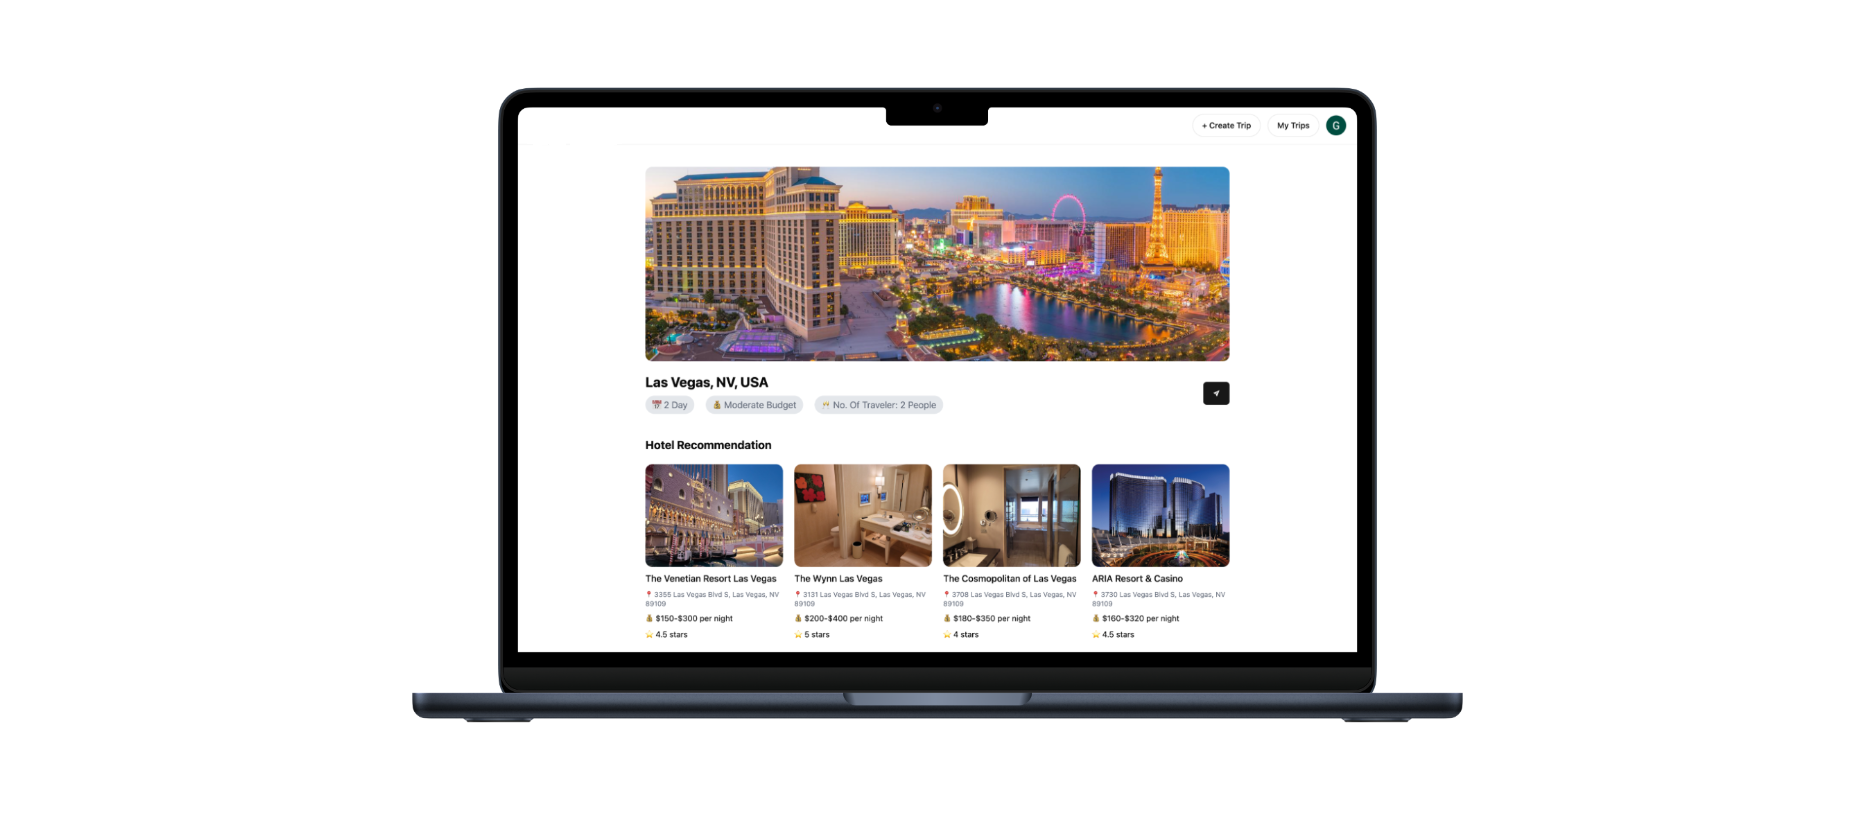 + Create Trip
My Trips
G
Las Vegas, NV, USA
2 Day
Moderate Budget
No. Of Traveler: 2 People
Hotel Recommendation
The Venetian Resort Las Vegas
3355 Las Vegas Blvd S, Las Vegas, NV
89109
$150-$300 per night
4.5 stars
The Wynn Las Vegas
3131 Las Vegas Blvd S, Las Vegas, NV
89109
$200-$400 per night
5 stars
The Cosmopolitan of Las Vegas
3708 Las Vegas Blvd S, Las Vegas, NV
89109
$180-$350 per night
4 stars
ARIA Resort & Casino
3730 Las Vegas Blvd S, Las Vegas, NV
89109
$160-$320 per night
4.5 stars